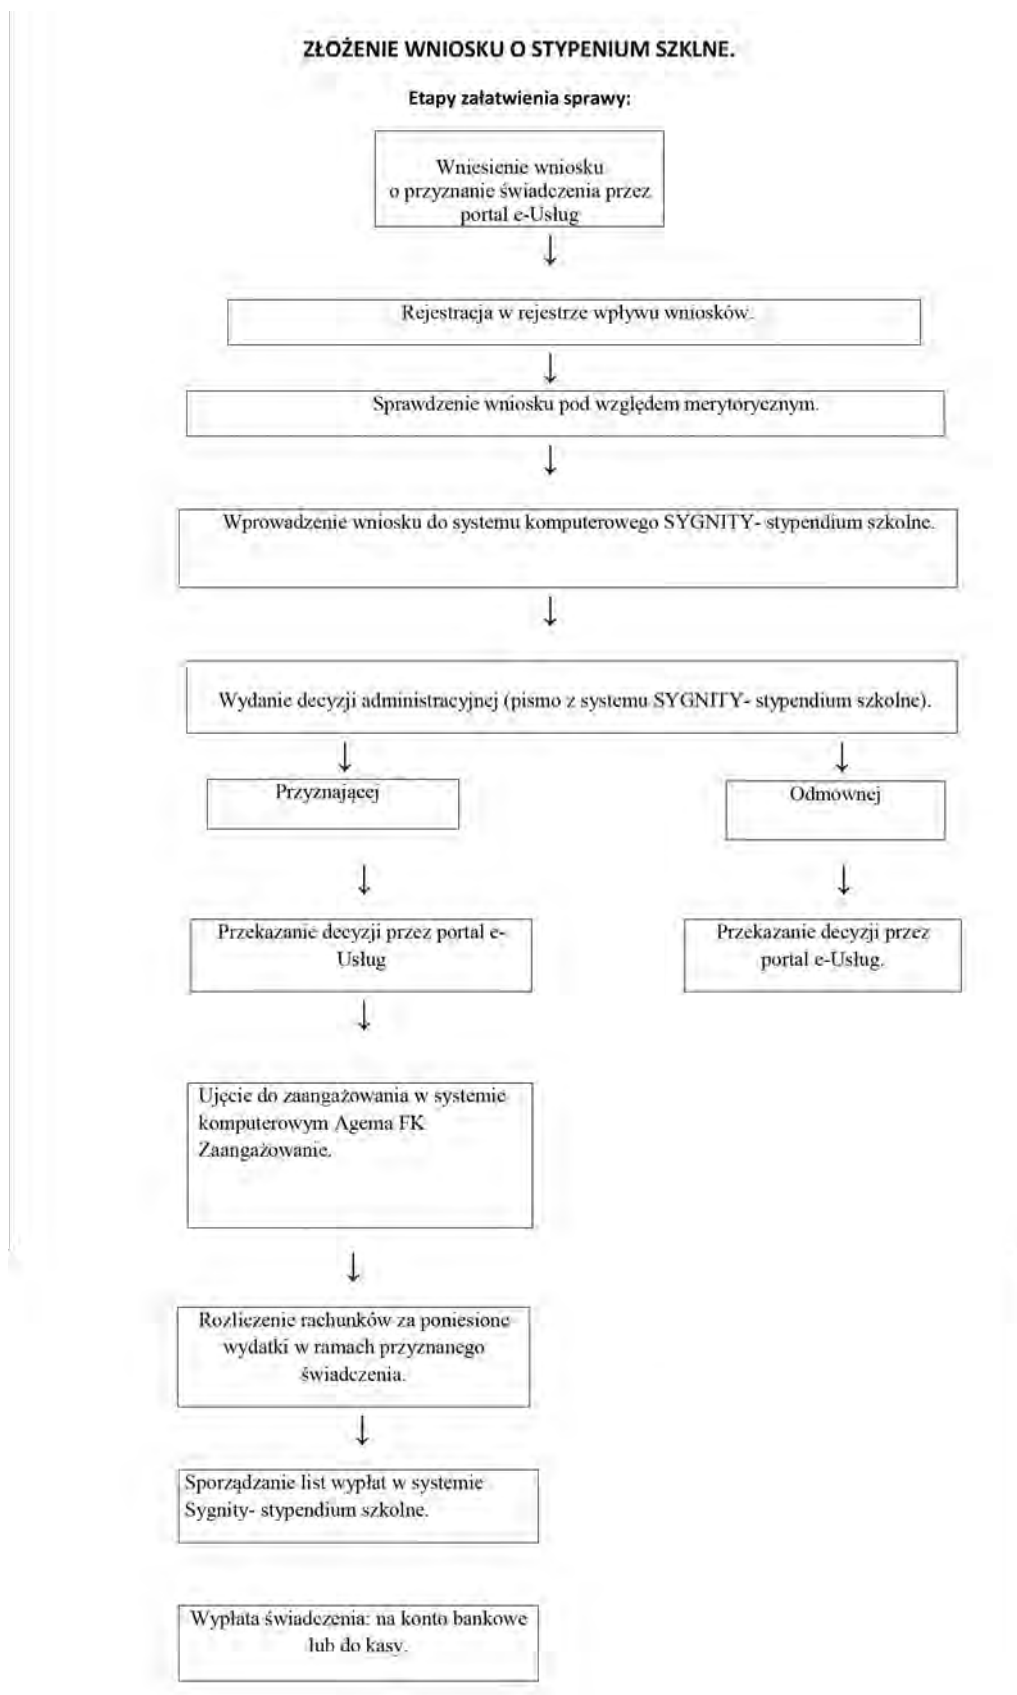 ZŁOŻENIE WNIOSKU O STYPENIUM SZKLNE.
Etapy załatwienia sprawy:
Wniesienie wniosku
o przyznanie świadczenia przez
portal e-Usług
↓
Rejestracja w rejestrze wpływu wniosków.
↓
Sprawdzenie wniosku pod względem merytorycznym.
↓
Wprowadzenie wniosku do systemu komputerowego SYGNITY- stypendium szkolne.
↓
Wydanie decyzji administracyjnej (pismo z systemu SYGNITY- stypendium szkolne).
↓ ↓
Przyznającej
Odmownej
↓ ↓
Przekazanie decyzji przez portal e-
Usług
Przekazanie decyzji przez
portal e-Usług.
↓
Ujęcie do zaangażowania w systemie
komputerowym Agema FK
Zaangażowanie.
↓
Rozliczenie rachunków za poniesione
wydatki w ramach przyznanego
świadczenia.
↓
Sporządzanie list wypłat w systemie
Sygnity- stypendium szkolne.
Wypłata świadczenia: na konto bankowe
lub do kasy.